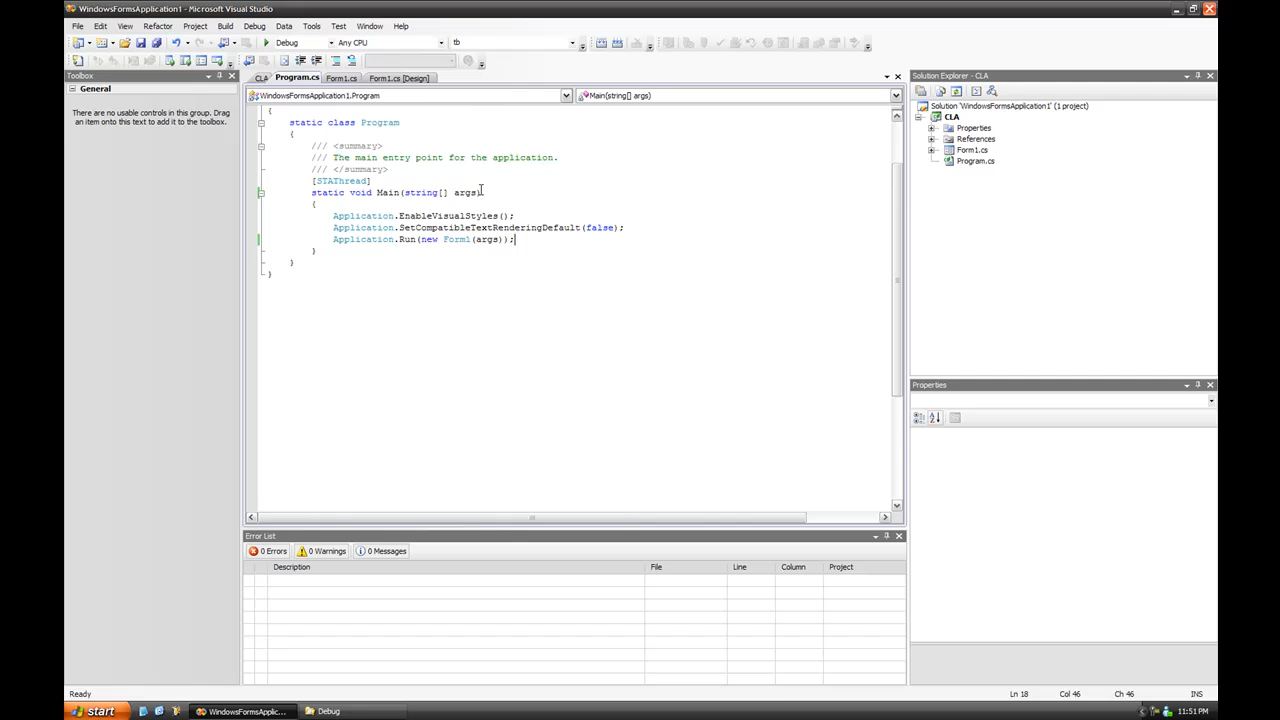 WindowsFormsApplication1 - Microsoft Visual Studio
File Edit View Refactor Project Build Debug Data Tools Test Window Help
Debug Any CPU tb
Toolbox
General
There are no usable controls in this group. Drag
an item onto this text to add it to the toolbox.
CLA Program.cs Form1.cs Form1.cs [Design]
WindowsFormsApplication1.Program Main(string[] args)
{
static class Program
{
/// <summary>
/// The main entry point for the application.
/// </summary>
[STAThread]
static void Main(string[] args)
{
Application.EnableVisualStyles();
Application.SetCompatibleTextRenderingDefault(false);
Application.Run(new Form1(args));
}
}
}
Solution Explorer - CLA
Solution 'WindowsFormsApplication1' (1 project)
CLA
Properties
References
Form1.cs
Program.cs
Properties
Error List
0 Errors 0 Warnings 0 Messages
Description File Line Column Project
Ready Ln 18 Col 46 Ch 46 INS
start WindowsFormsApplic... Debug 11:51 PM